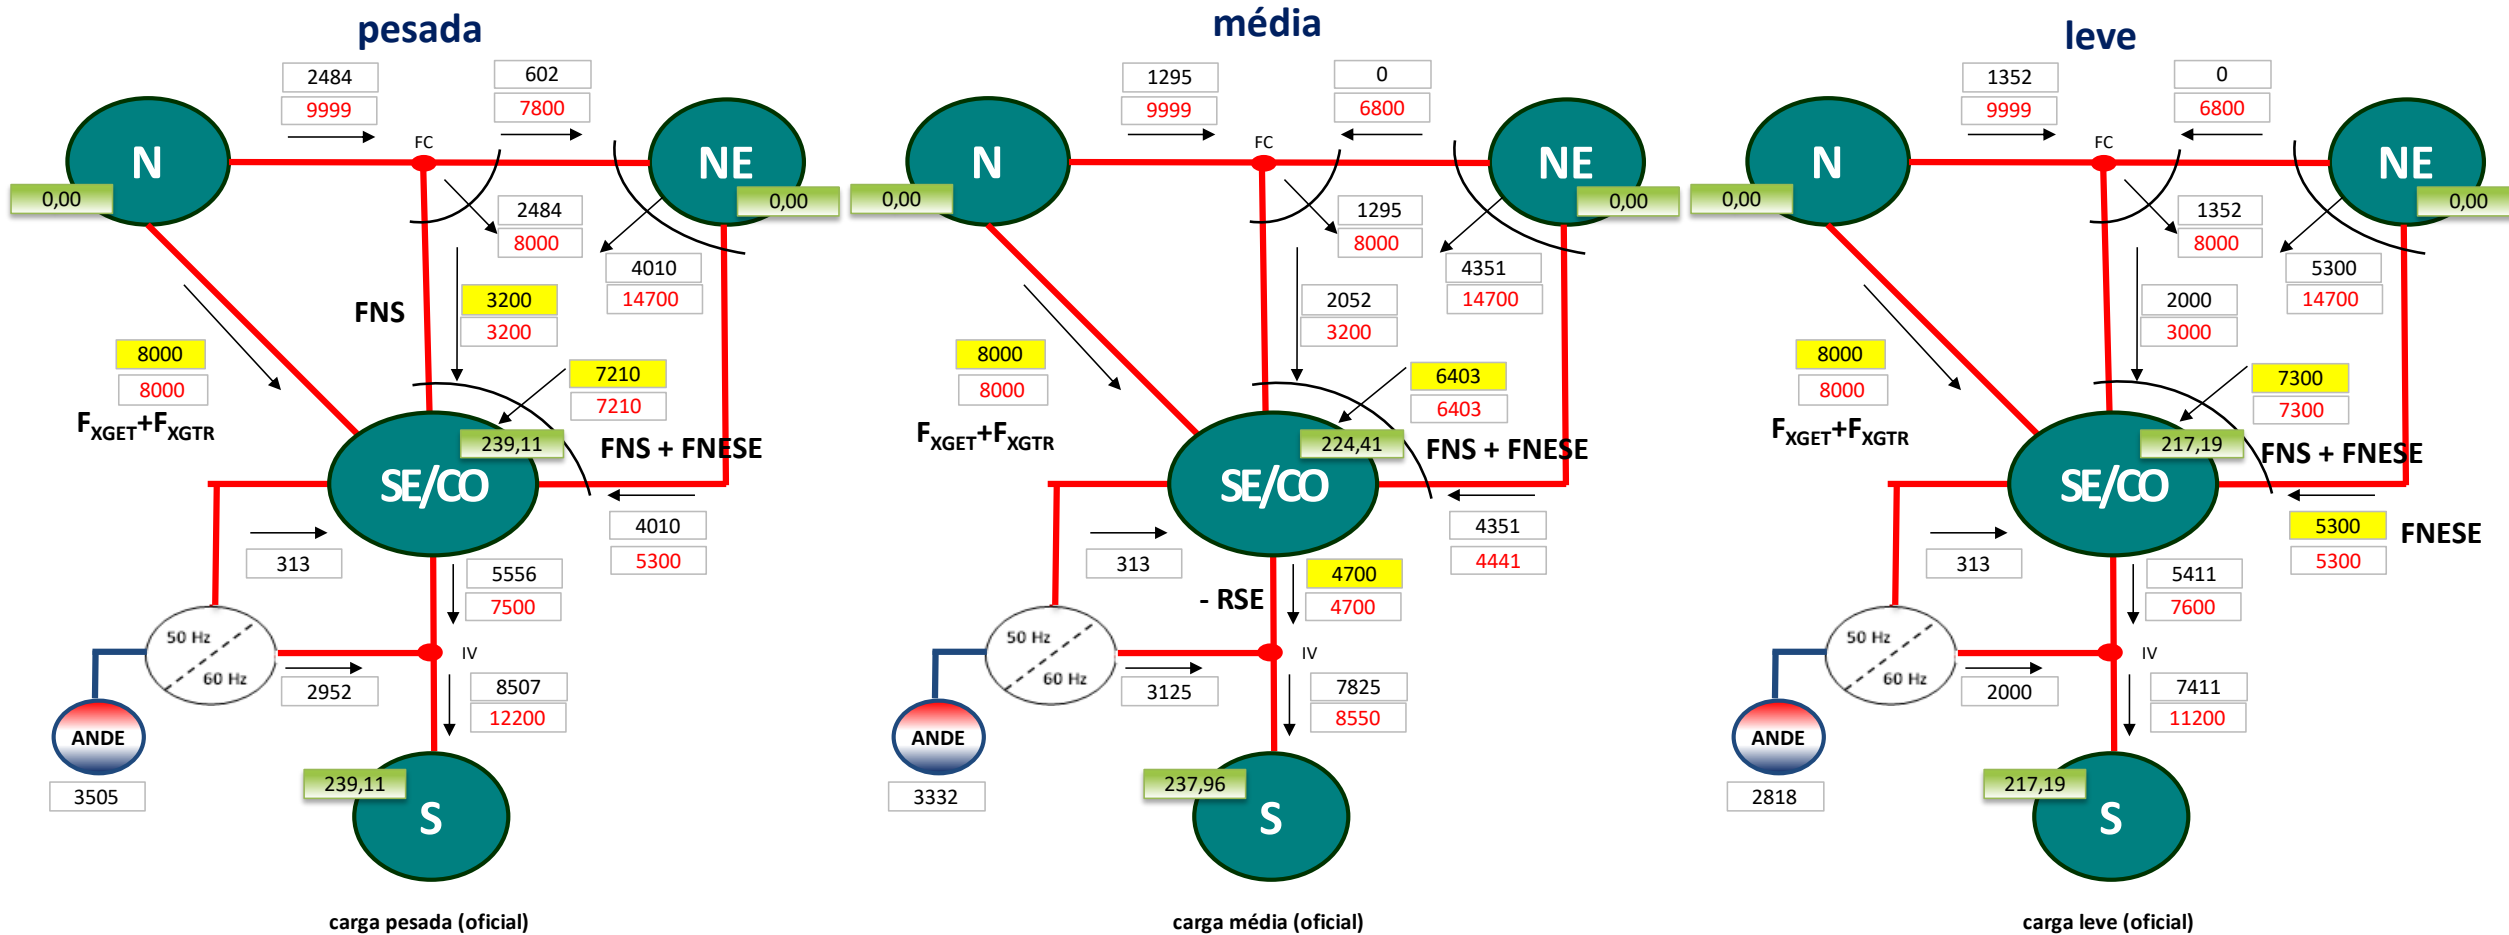 pesada
2484
9999
602
7800
FC
N
NE
0,00
0,00
2484
8000
4010
14700
FNS
3200
3200
8000
8000
7210
7210
F_XGET+F_XGTR
239,11
FNS + FNESE
SE/CO
4010
5300
313
5556
7500
50 Hz
60 Hz
IV
2952
8507
12200
ANDE
3505
239,11
S
carga pesada (oficial)
média
1295
9999
0
6800
FC
N
NE
0,00
0,00
1295
8000
4351
14700
2052
3200
8000
8000
6403
6403
F_XGET+F_XGTR
224,41
FNS + FNESE
SE/CO
4351
4441
313
4700
- RSE
4700
50 Hz
60 Hz
IV
3125
7825
8550
ANDE
3332
237,96
S
carga média (oficial)
leve
1352
9999
0
6800
FC
N
NE
0,00
0,00
1352
8000
5300
14700
2000
3000
8000
8000
7300
7300
F_XGET+F_XGTR
217,19
FNS + FNESE
SE/CO
5300
FNESE
5300
313
5411
7600
50 Hz
60 Hz
IV
2000
7411
11200
ANDE
2818
217,19
S
carga leve (oficial)